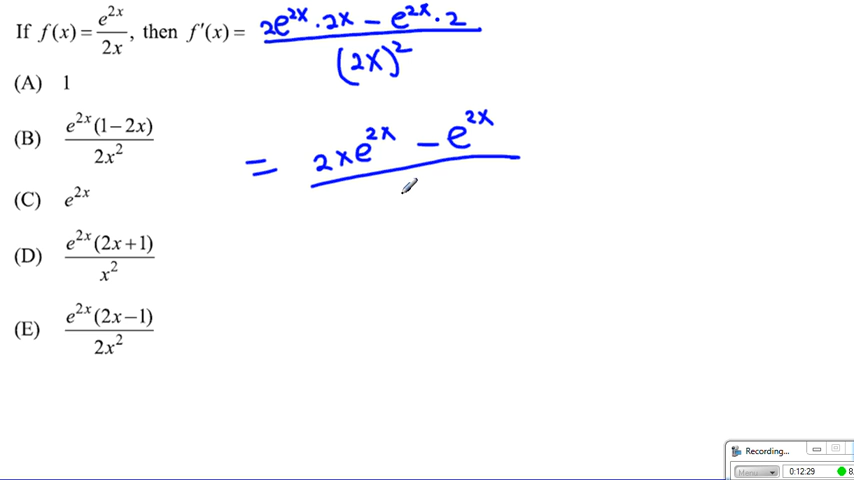 If f(x) = e^{2x}/2x, then f'(x) = (2e^{2x} · 2x − e^{2x} · 2)/(2x)^2
(A) 1
= (2xe^{2x} − e^{2x})/
(B) e^{2x}(1−2x)/2x^2
(C) e^{2x}
(D) e^{2x}(2x+1)/x^2
(E) e^{2x}(2x−1)/2x^2
Recording...
Menu 0:12:29 8